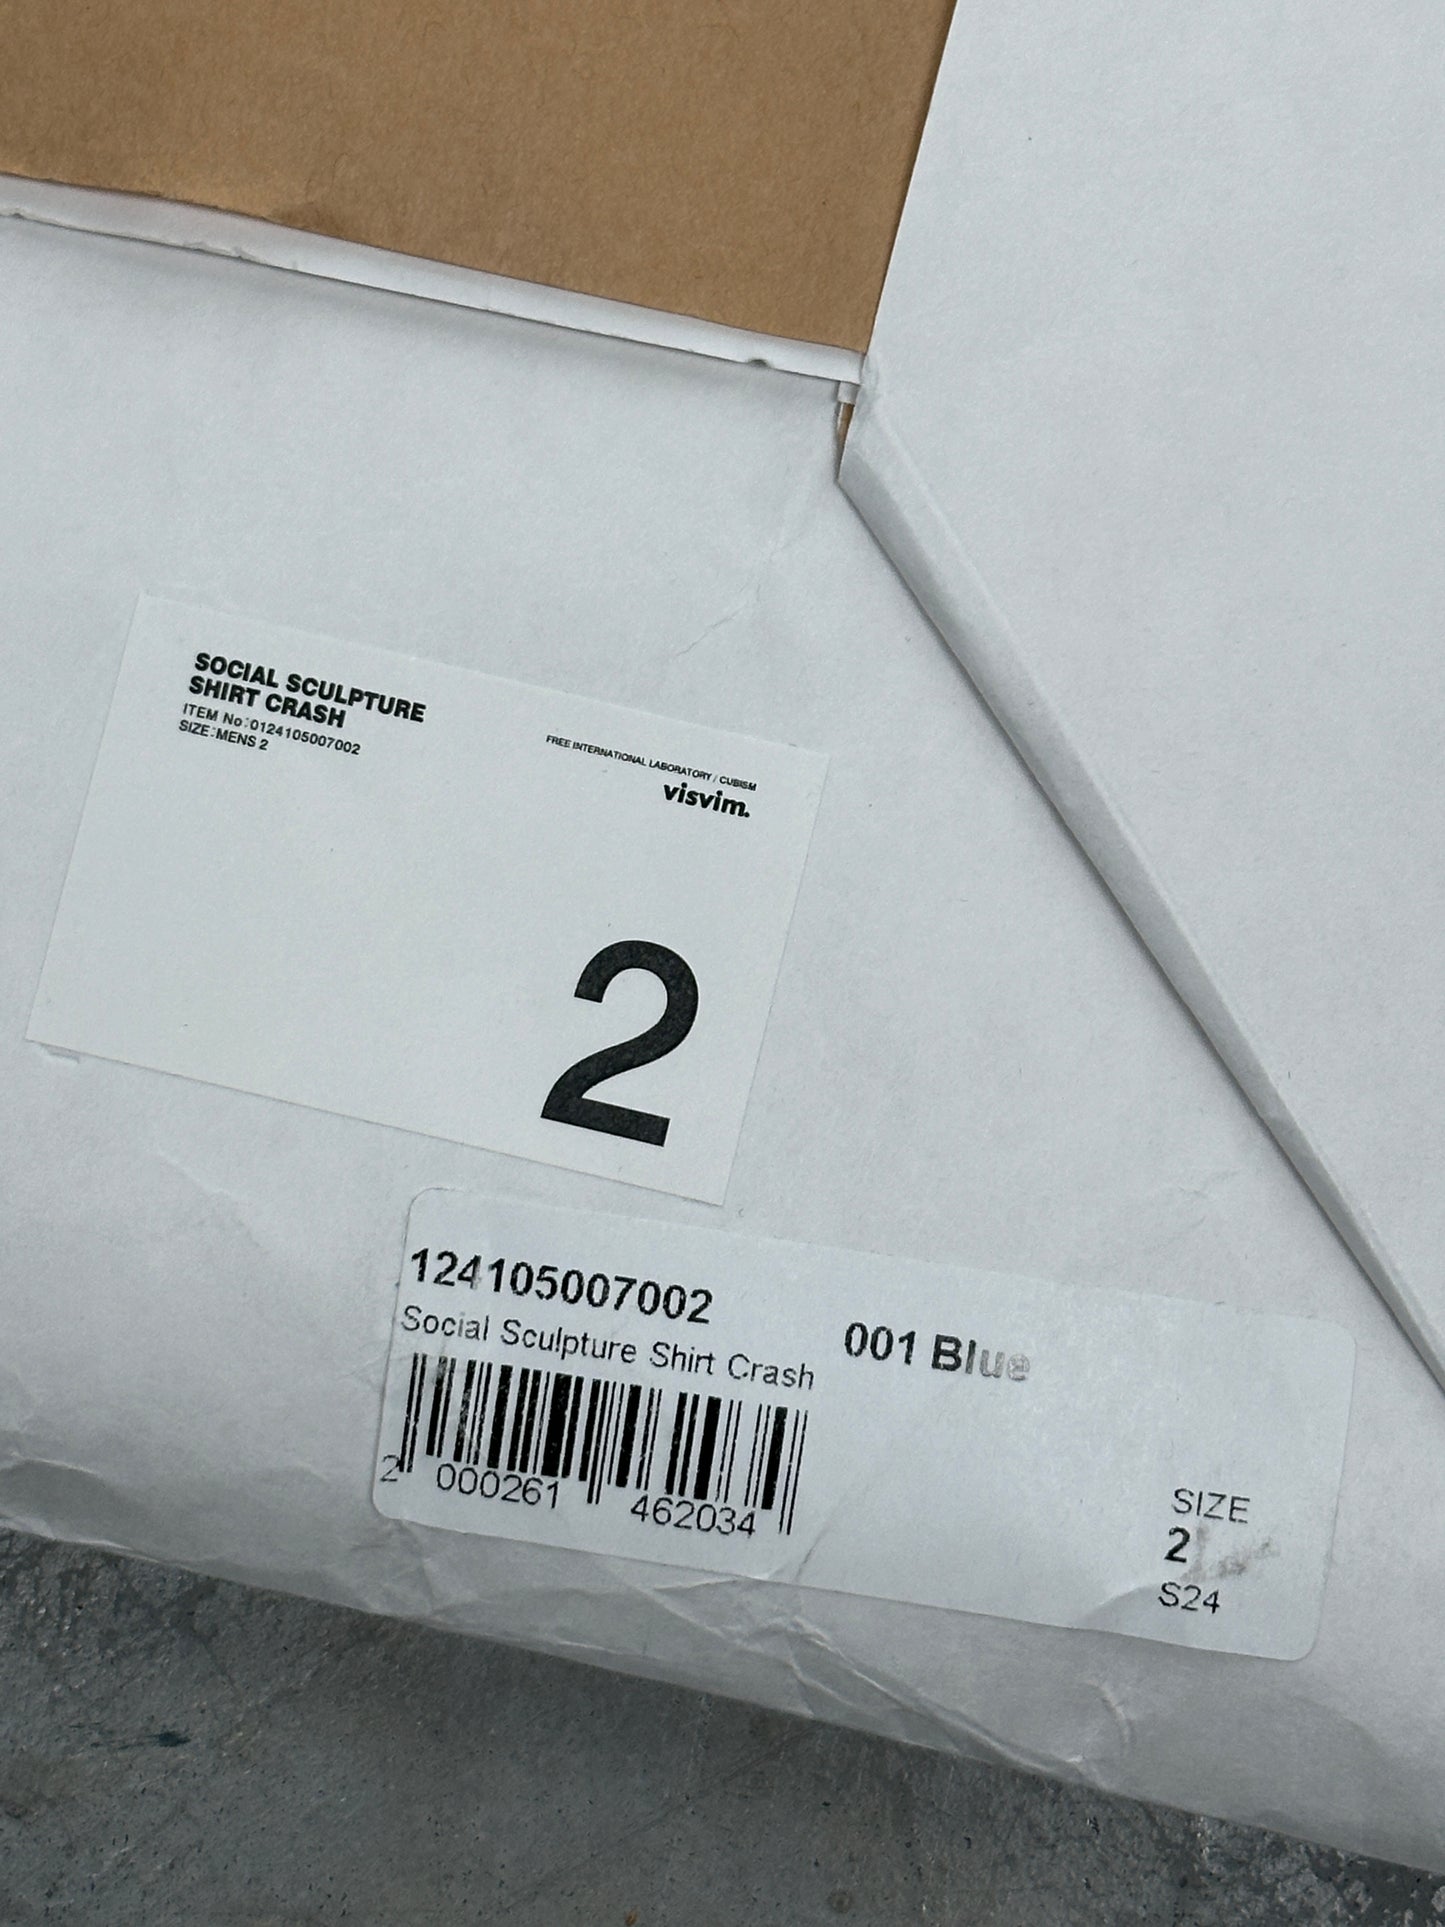 SOCIAL SCULPTURE
SHIRT CRASH
ITEM No:0124105007002
SIZE:MENS 2
FREE INTERNATIONAL LABORATORY / CUBISM
visvim.
2
124105007002
Social Sculpture Shirt Crash
001 Blue
2 000261 462034
SIZE
2
S24